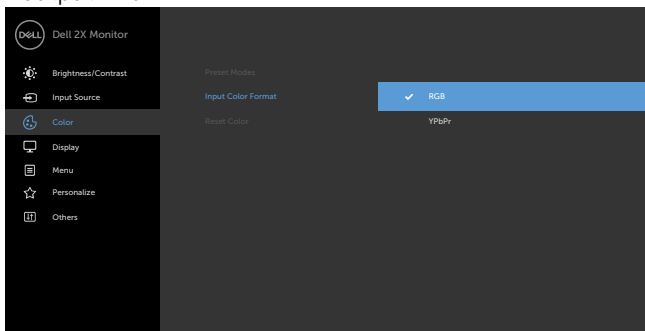 DELL Dell 2X Monitor
Brightness/Contrast
Input Source
Color
Display
Menu
Personalize
Others
Preset Modes
Input Color Format
Reset Color
RGB
YPbPr